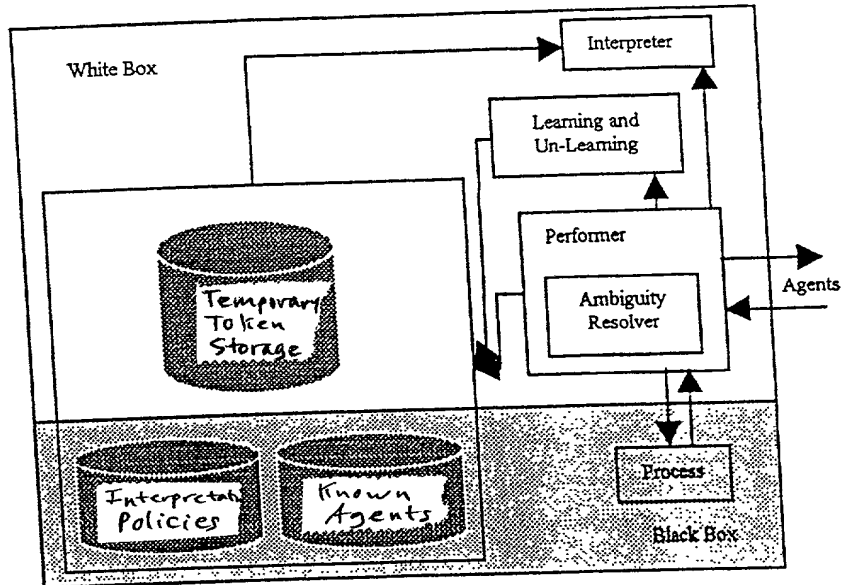 Interpreter
White Box
Learning and
Un-Learning
Performer
Ambiguity
Resolver
Agents
Temporary
Token
Storage
Process
Interpretati
Policies
Known
Agents
Black Box